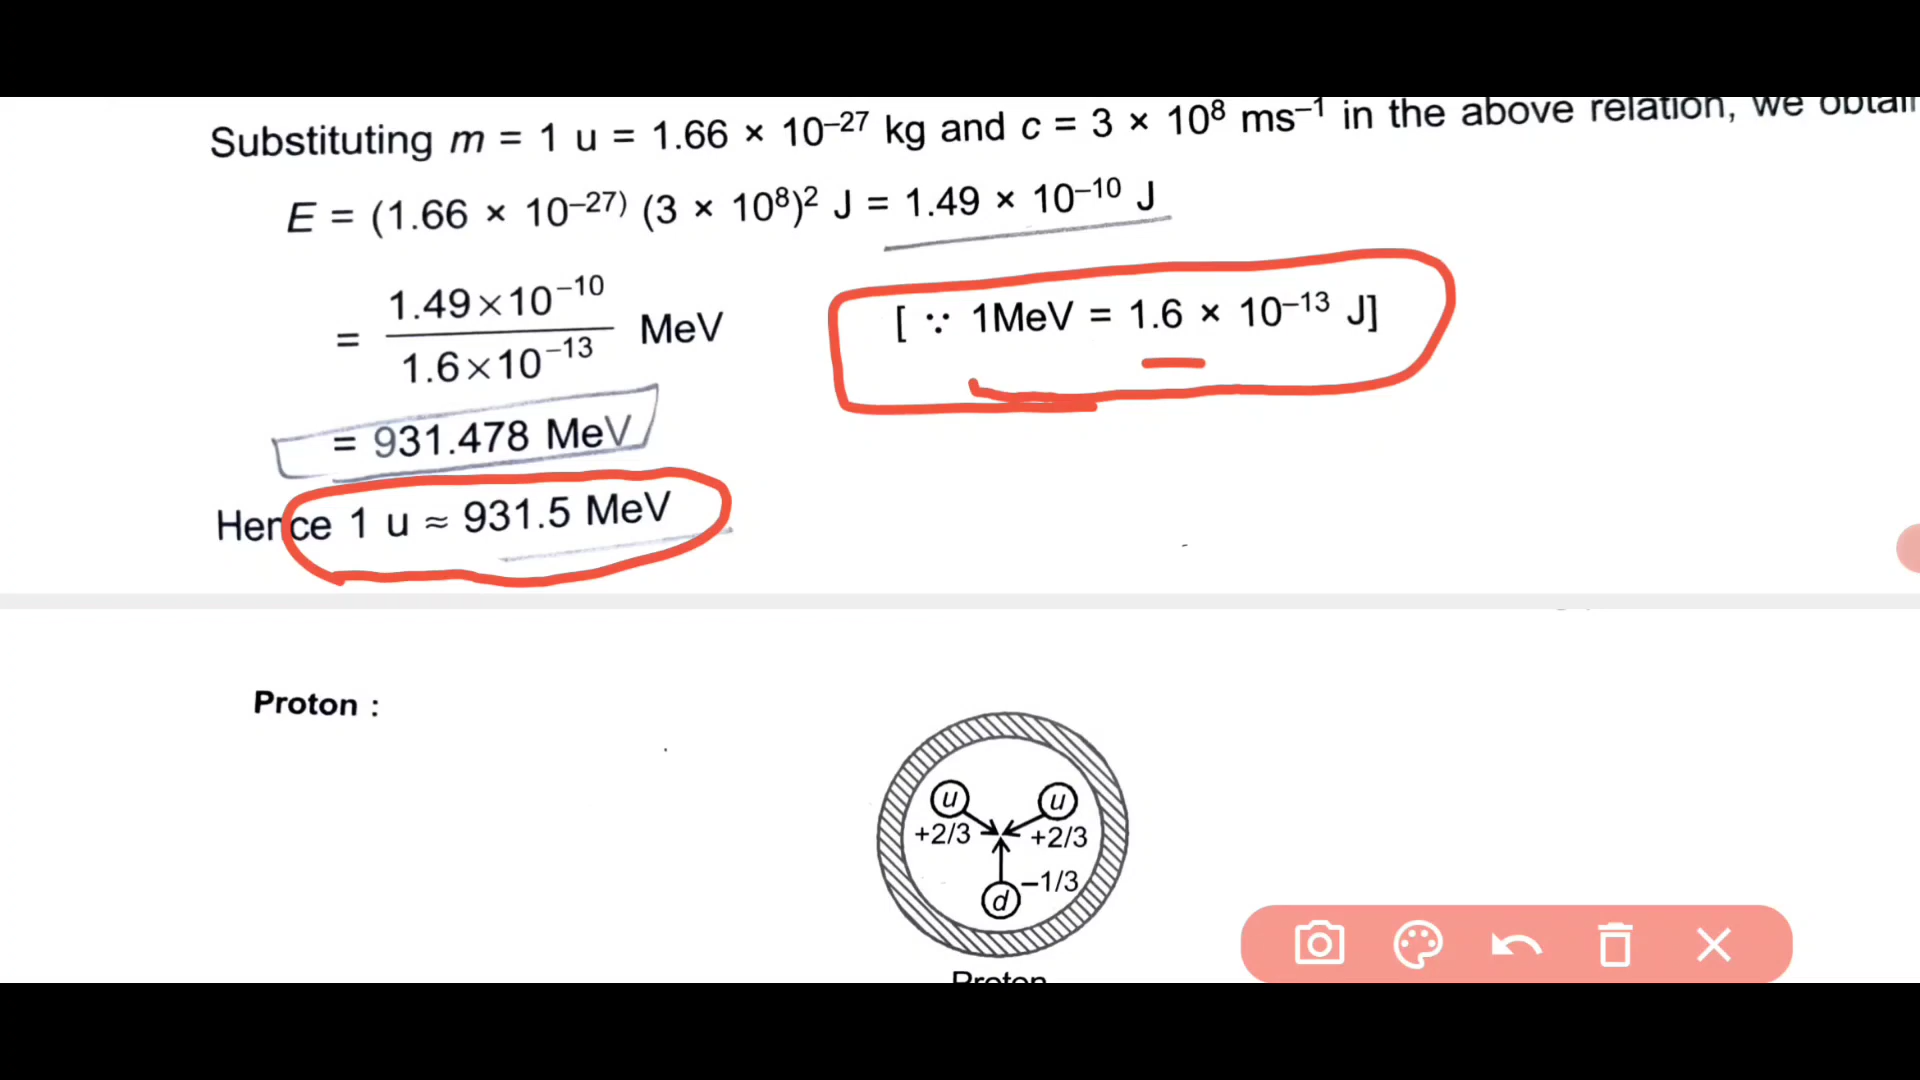 Substituting m = 1 u = 1.66 × 10⁻²⁷ kg and c = 3 × 10⁸ ms⁻¹ in the above relation, we obtain
E = (1.66 × 10⁻²⁷⁾ (3 × 10⁸)² J = 1.49 × 10⁻¹⁰ J
= 1.49×10⁻¹⁰ / 1.6×10⁻¹³ MeV [ ∵ 1MeV = 1.6 × 10⁻¹³ J]
= 931.478 MeV
Hence 1 u ≈ 931.5 MeV
Proton :
u u
+2/3 +2/3
d −1/3
Proton